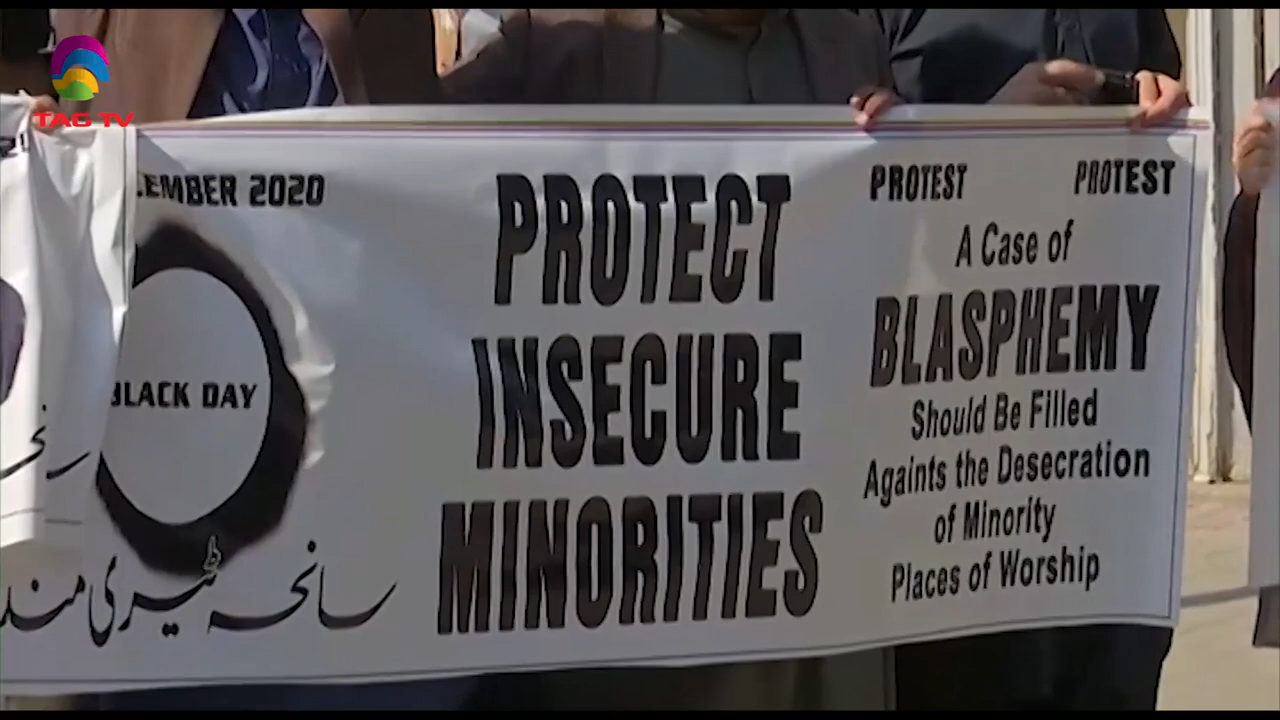 TAG TV
CEMBER 2020
BLACK DAY
سانحہ ٹیری مند
PROTECT
INSECURE
MINORITIES
PROTEST PROTEST
A Case of
BLASPHEMY
Should Be Filled
Againts the Desecration
of Minority
Places of Worship